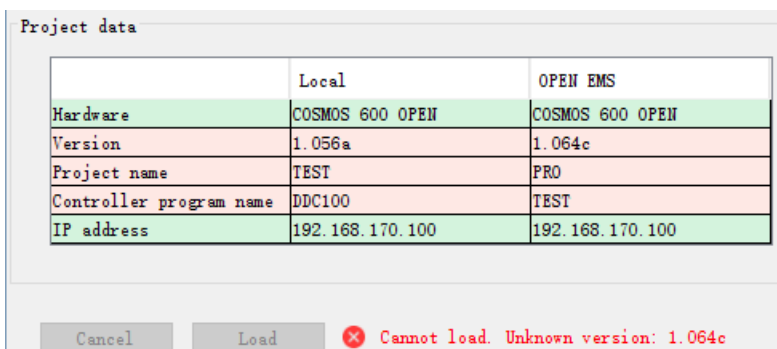 Project data
Local OPEN EMS
Hardware COSMOS 600 OPEN COSMOS 600 OPEN
Version 1.056a 1.064c
Project name TEST PRO
Controller program name DDC100 TEST
IP address 192.168.170.100 192.168.170.100
Cancel Load Cannot load. Unknown version: 1.064c